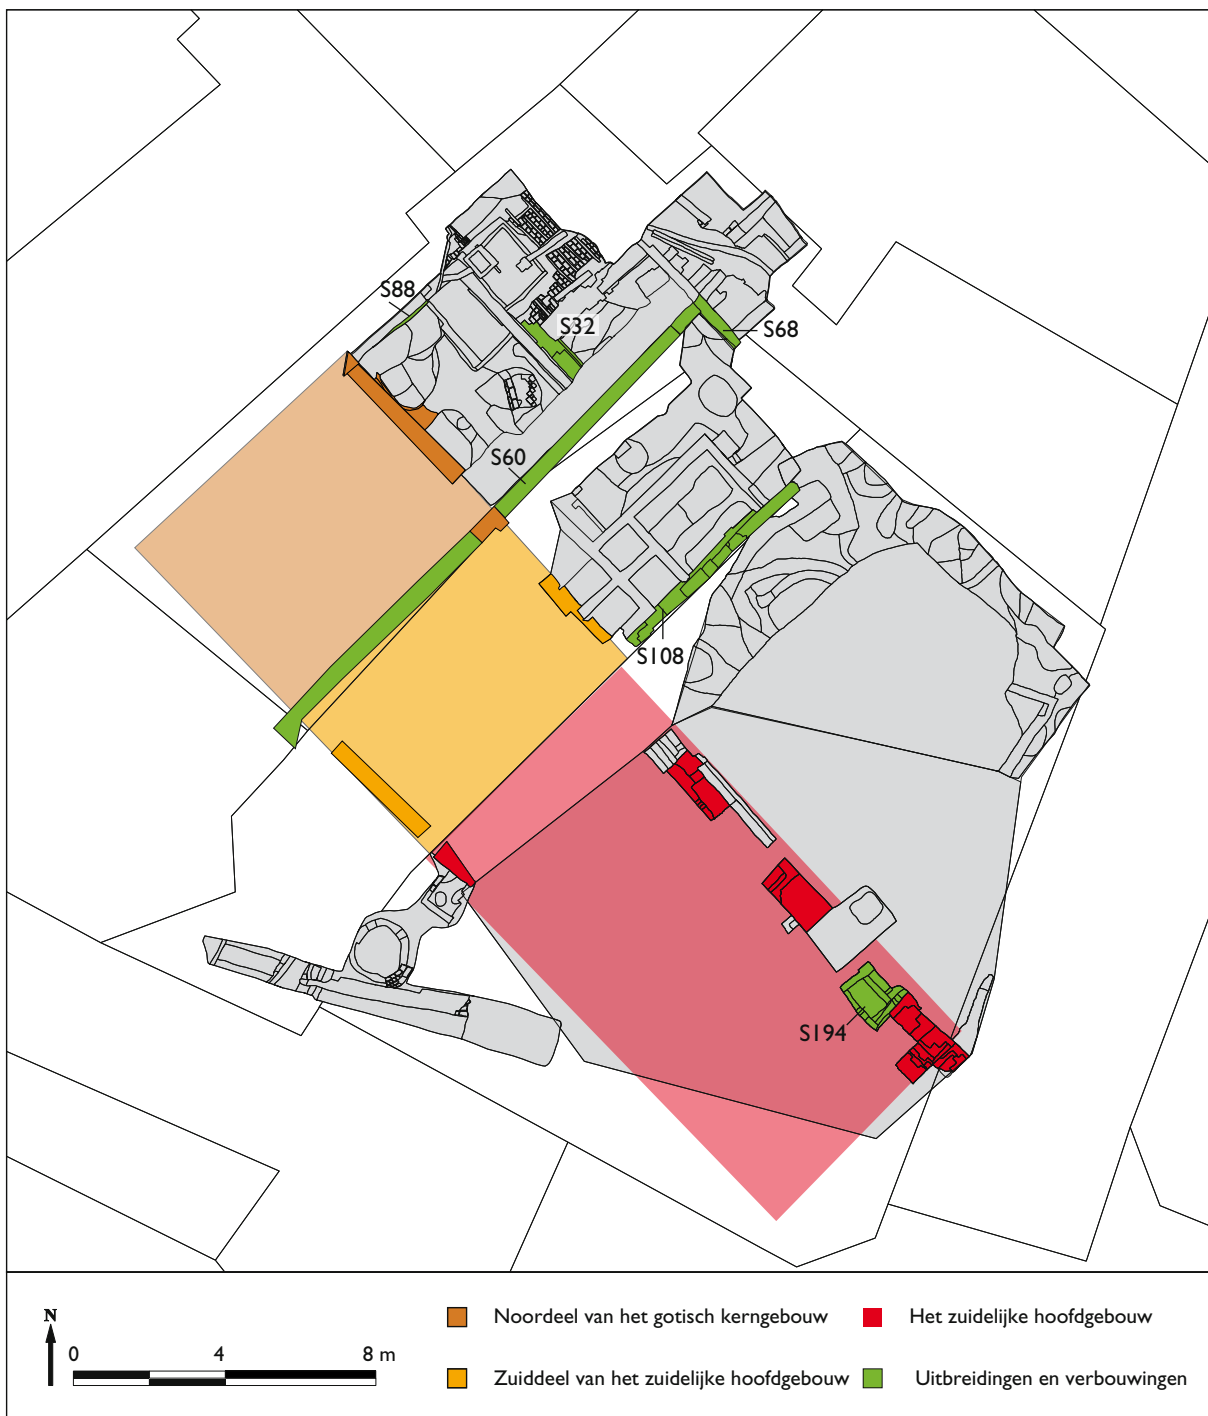 S88
S32
S68
S60
S108
S194
N
0 4 8 m
Noordeel van het gotisch kerngebouw
Het zuidelijke hoofdgebouw
Zuiddeel van het zuidelijke hoofdgebouw
Uitbreidingen en verbouwingen